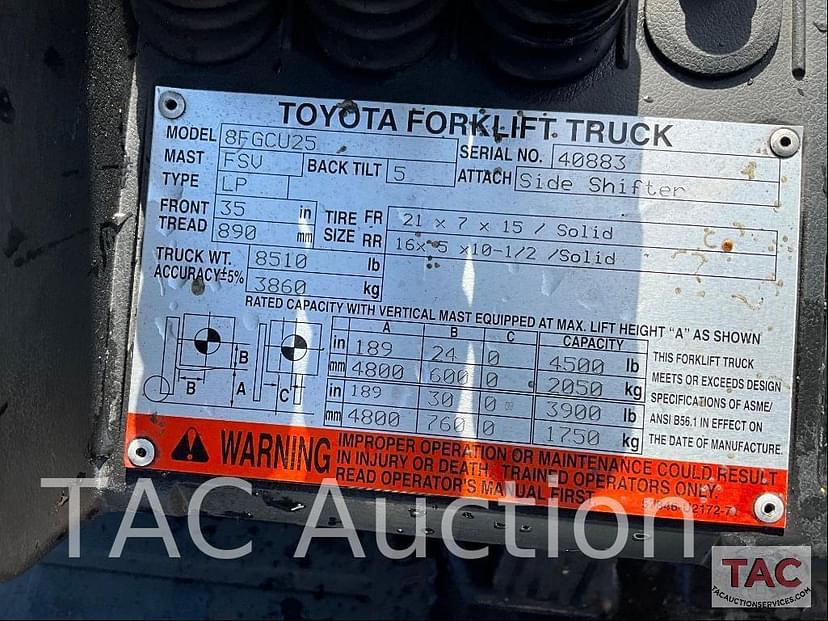 TOYOTA FORKLIFT TRUCK
MODEL 8FGCU25 SERIAL NO. 40883
MAST FSV BACK TILT 5 ATTACH Side Shifter
TYPE LP
FRONT TREAD 35 in 890 mm
TIRE SIZE FR 21 x 7 x 15 / Solid
RR 16x 5 x10-1/2 /Solid
TRUCK WT. 8510 lb
ACCURACY±5% 3860 kg
RATED CAPACITY WITH VERTICAL MAST EQUIPPED AT MAX. LIFT HEIGHT "A" AS SHOWN
B A B C
A B C CAPACITY
in 189 24 0 4500 lb
mm 4800 600 0 2050 kg
in 189 30 0 3900 lb
mm 4800 760 0 1750 kg
THIS FORKLIFT TRUCK
MEETS OR EXCEEDS DESIGN
SPECIFICATIONS OF ASME/
ANSI B56.1 IN EFFECT ON
THE DATE OF MANUFACTURE.
WARNING
IMPROPER OPERATION OR MAINTENANCE COULD RESULT
IN INJURY OR DEATH. TRAINED OPERATORS ONLY.
READ OPERATOR'S MANUAL FIRST.
TAC Auction
TAC
TACAUCTIONSERVICES.COM